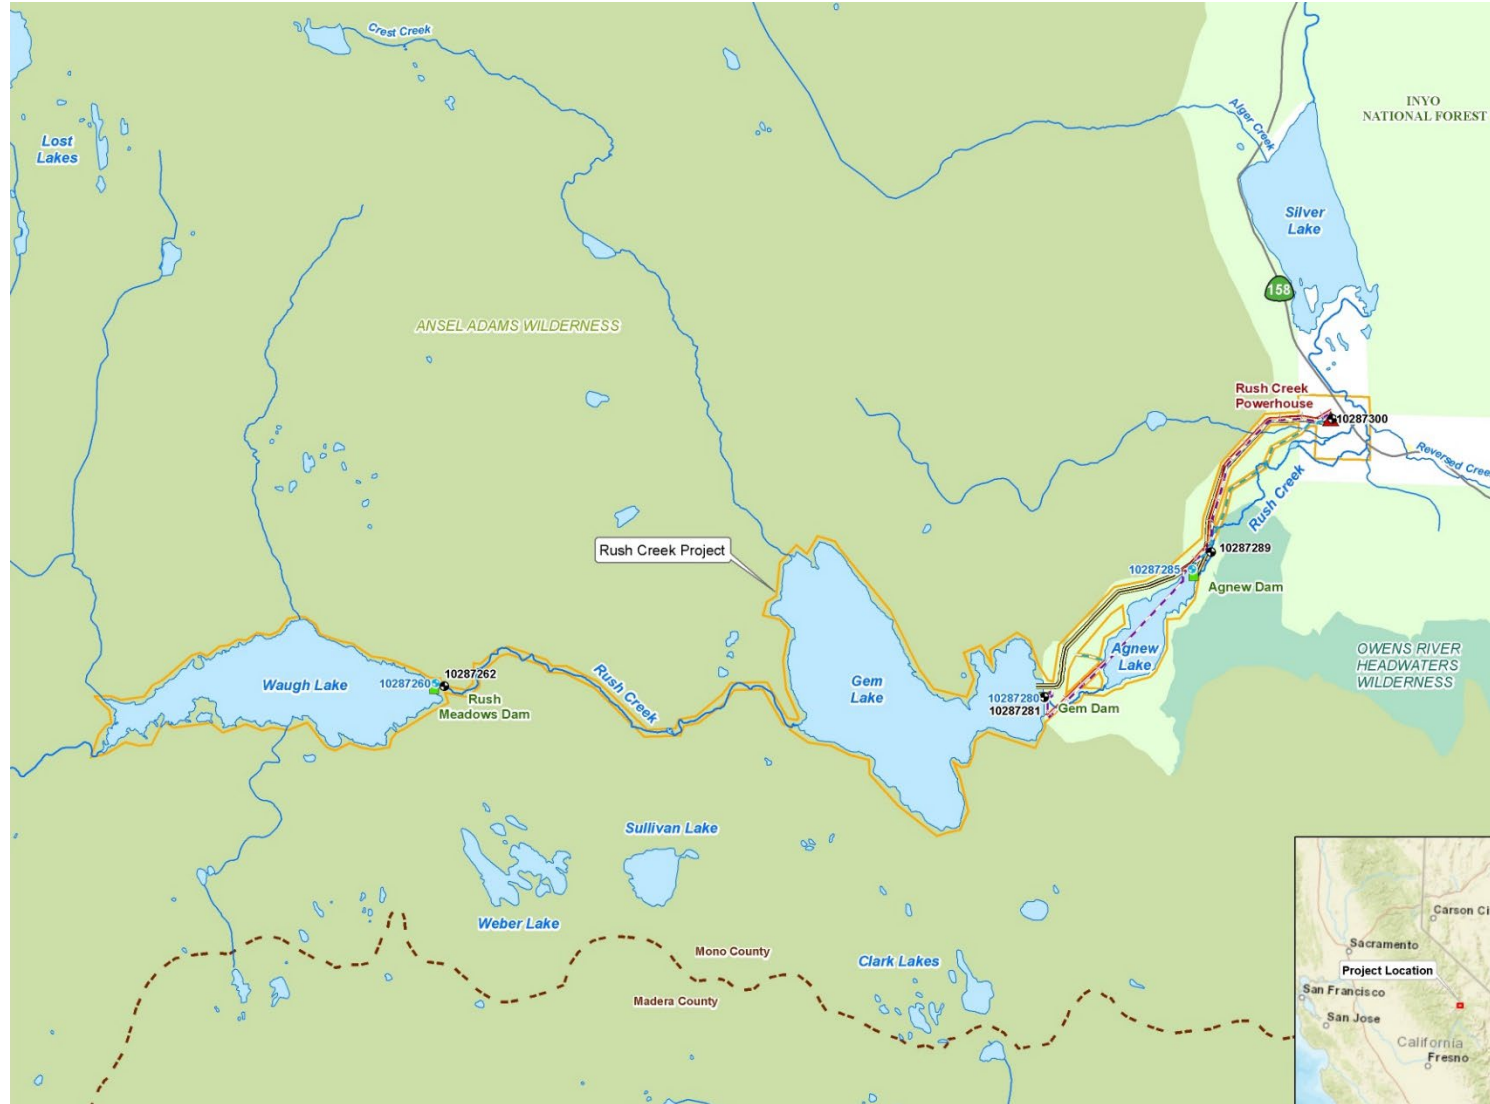 Crest Creek
INYO
NATIONAL FOREST
Alger Creek
Lost
Lakes
Silver
Lake
158
ANSEL ADAMS WILDERNESS
Rush Creek
Powerhouse
10287300
Reversed Creek
Rush Creek
Rush Creek Project
10287289
10287285
Agnew Dam
Agnew
Lake
OWENS RIVER
HEADWATERS
WILDERNESS
Waugh Lake
10287260
10287262
Rush
Meadows Dam
Rush Creek
Gem
Lake
10287280
10287281
Gem Dam
Sullivan Lake
Weber Lake
Mono County
Madera County
Clark Lakes
Carson Ci
Sacramento
Project Location
San Francisco
San Jose
California
Fresno